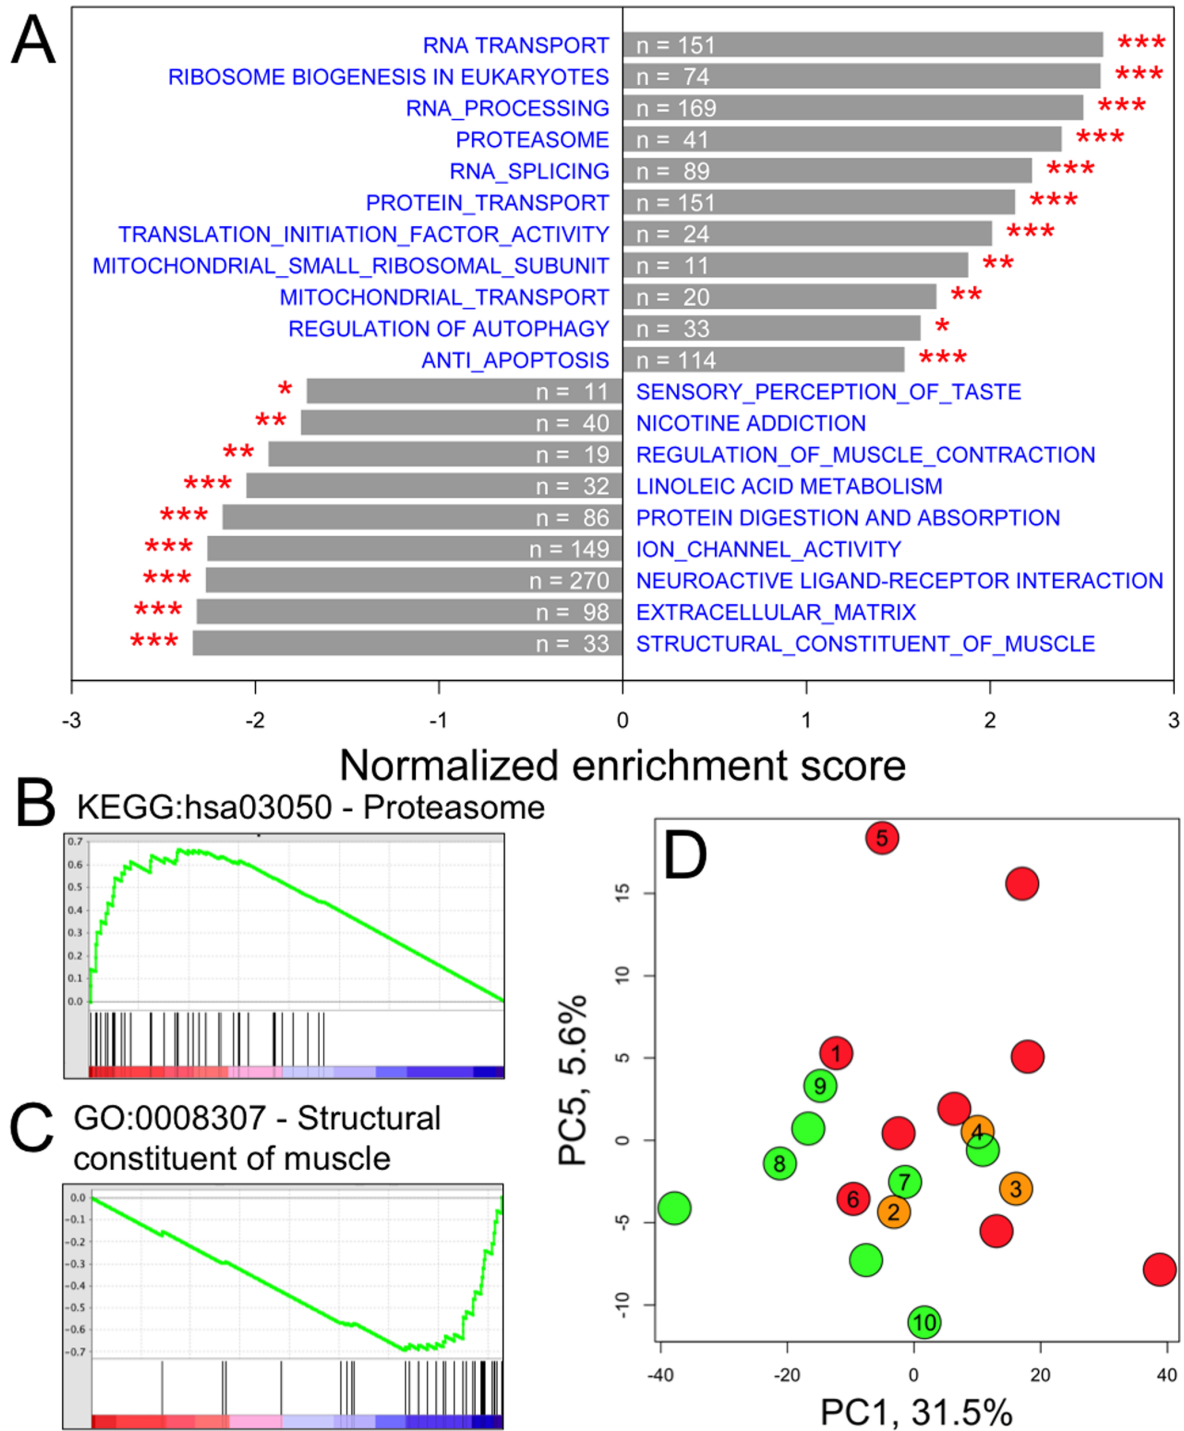 A
RNA TRANSPORT n = 151 ***
RIBOSOME BIOGENESIS IN EUKARYOTES n = 74 ***
RNA_PROCESSING n = 169 ***
PROTEASOME n = 41 ***
RNA_SPLICING n = 89 ***
PROTEIN_TRANSPORT n = 151 ***
TRANSLATION_INITIATION_FACTOR_ACTIVITY n = 24 ***
MITOCHONDRIAL_SMALL_RIBOSOMAL_SUBUNIT n = 11 **
MITOCHONDRIAL_TRANSPORT n = 20 **
REGULATION OF AUTOPHAGY n = 33 *
ANTI_APOPTOSIS n = 114 ***
* n = 11 SENSORY_PERCEPTION_OF_TASTE
** n = 40 NICOTINE ADDICTION
** n = 19 REGULATION_OF_MUSCLE_CONTRACTION
*** n = 32 LINOLEIC ACID METABOLISM
*** n = 86 PROTEIN DIGESTION AND ABSORPTION
*** n = 149 ION_CHANNEL_ACTIVITY
*** n = 270 NEUROACTIVE LIGAND-RECEPTOR INTERACTION
*** n = 98 EXTRACELLULAR_MATRIX
*** n = 33 STRUCTURAL_CONSTITUENT_OF_MUSCLE
-3 -2 -1 0 1 2 3
Normalized enrichment score
B
KEGG:hsa03050 - Proteasome
0.7
0.6
0.5
0.4
0.3
0.2
0.1
0.0
C
GO:0008307 - Structural
constituent of muscle
0.0
-0.1
-0.2
-0.3
-0.4
-0.5
-0.6
-0.7
D
PC5, 5.6%
15
10
5
0
-5
-10
5
1
9
4
8
7
3
6
2
10
-40 -20 0 20 40
PC1, 31.5%